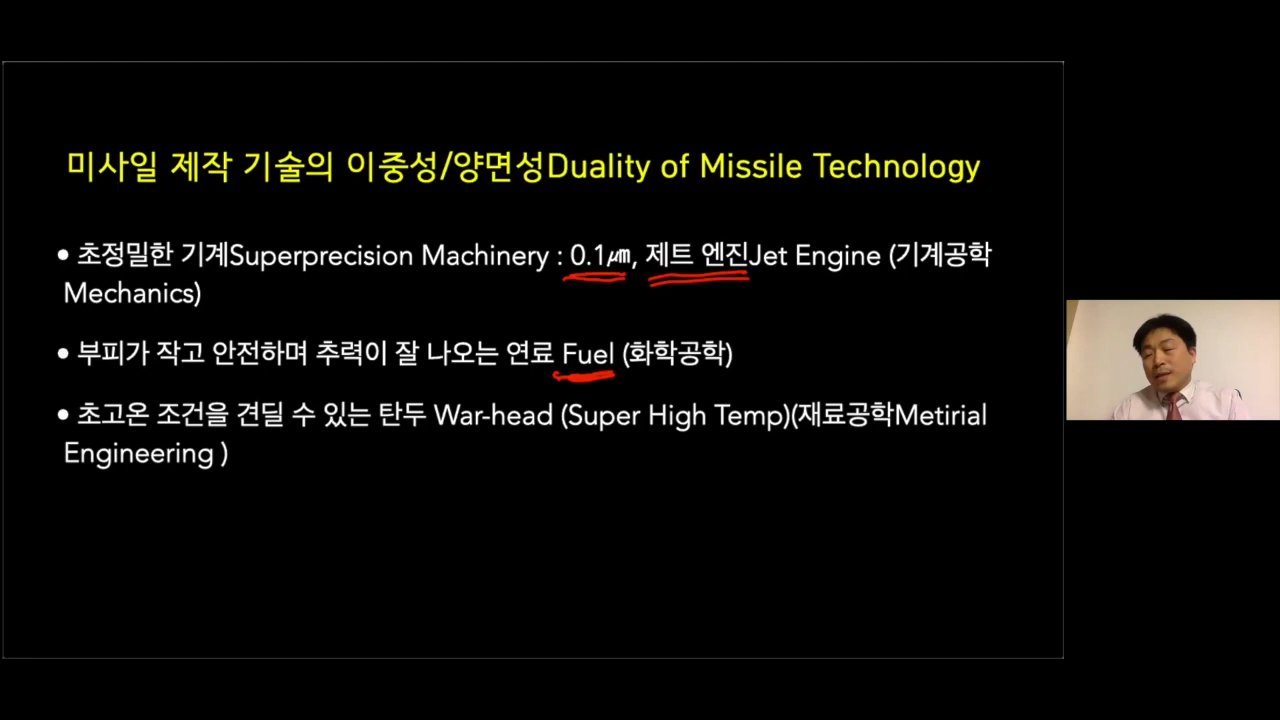 미사일 제작 기술의 이중성/양면성Duality of Missile Technology
• 초정밀한 기계Superprecision Machinery : 0.1㎛, 제트 엔진Jet Engine (기계공학
Mechanics)
• 부피가 작고 안전하며 추력이 잘 나오는 연료 Fuel (화학공학)
• 초고온 조건을 견딜 수 있는 탄두 War-head (Super High Temp)(재료공학Metirial
Engineering )